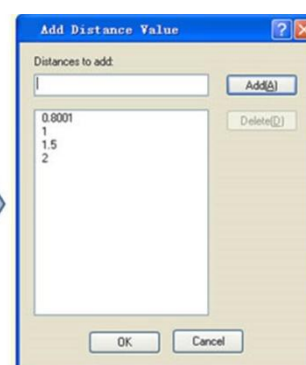 Add Distance Value
Distances to add:
Add(A)
0.8001
1
1.5
2
Delete(D)
OK
Cancel